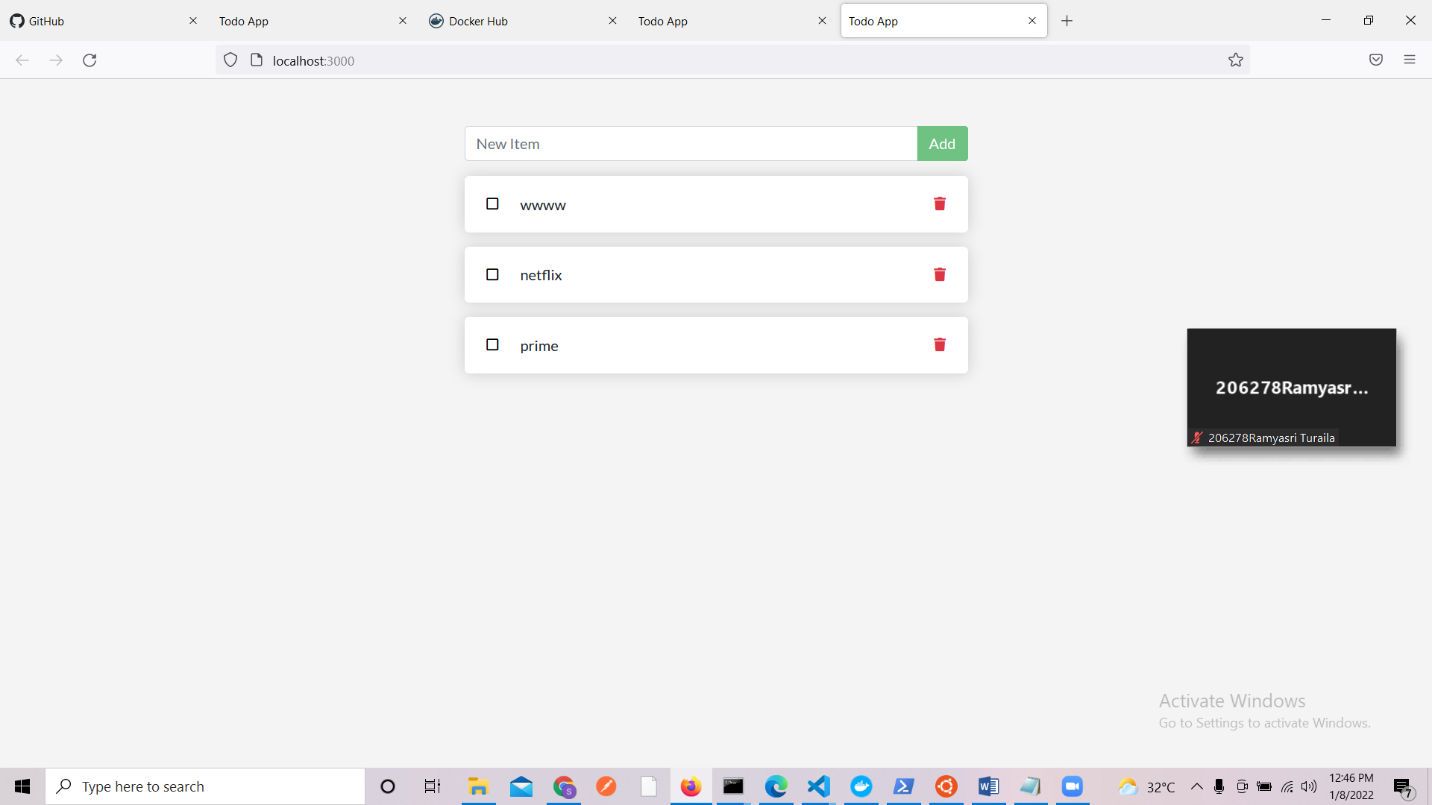 GitHub
Todo App
Docker Hub
Todo App
Todo App
localhost:3000
New Item
Add
wwww
netflix
prime
206278Ramyasr...
206278Ramyasri Turaila
Activate Windows
Go to Settings to activate Windows.
Type here to search
S
32°C
12:46 PM
1/8/2022
7